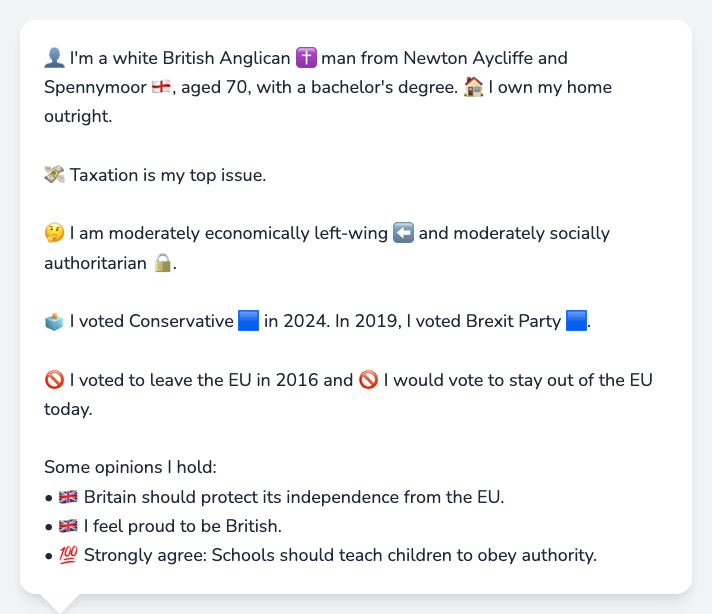 👤 I'm a white British Anglican ✝️ man from Newton Aycliffe and
Spennymoor 🏴󠁧󠁢󠁥󠁮󠁧󠁿, aged 70, with a bachelor's degree. 🏠 I own my home
outright.
💸 Taxation is my top issue.
🤔 I am moderately economically left-wing ⬅️ and moderately socially
authoritarian 🔒.
🗳️ I voted Conservative 🟦 in 2024. In 2019, I voted Brexit Party 🟦.
🚫 I voted to leave the EU in 2016 and 🚫 I would vote to stay out of the EU
today.
Some opinions I hold:
• 🇬🇧 Britain should protect its independence from the EU.
• 🇬🇧 I feel proud to be British.
• 💯 Strongly agree: Schools should teach children to obey authority.